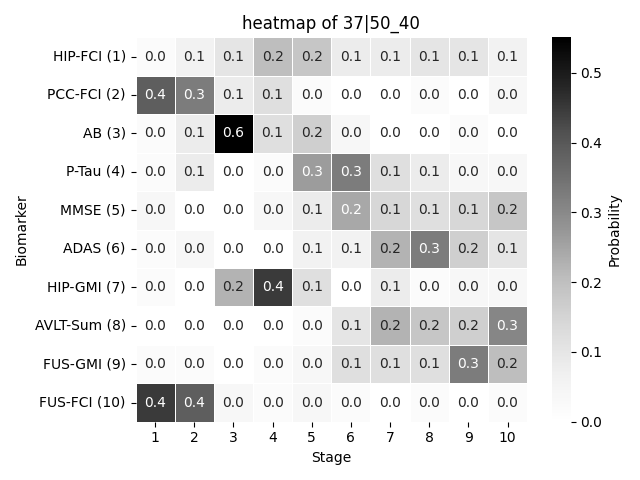 heatmap of 37|50_40
HIP-FCI (1) 0.0 0.1 0.1 0.2 0.2 0.1 0.1 0.1 0.1 0.1
PCC-FCI (2) 0.4 0.3 0.1 0.1 0.0 0.0 0.0 0.0 0.0 0.0
AB (3) 0.0 0.1 0.6 0.1 0.2 0.0 0.0 0.0 0.0 0.0
P-Tau (4) 0.0 0.1 0.0 0.0 0.3 0.3 0.1 0.1 0.0 0.0
MMSE (5) 0.0 0.0 0.0 0.0 0.1 0.2 0.1 0.1 0.1 0.2
ADAS (6) 0.0 0.0 0.0 0.0 0.1 0.1 0.2 0.3 0.2 0.1
HIP-GMI (7) 0.0 0.0 0.2 0.4 0.1 0.0 0.1 0.0 0.0 0.0
AVLT-Sum (8) 0.0 0.0 0.0 0.0 0.0 0.1 0.2 0.2 0.2 0.3
FUS-GMI (9) 0.0 0.0 0.0 0.0 0.0 0.1 0.1 0.1 0.3 0.2
FUS-FCI (10) 0.4 0.4 0.0 0.0 0.0 0.0 0.0 0.0 0.0 0.0
1 2 3 4 5 6 7 8 9 10
Stage
Biomarker
0.5
0.4
0.3
0.2
0.1
0.0
Probability